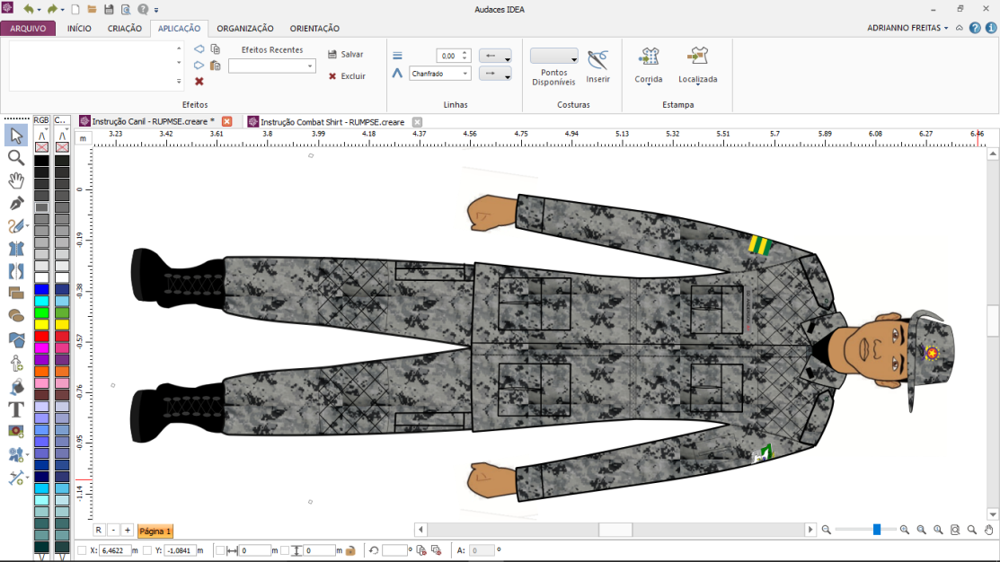 Audaces IDEA
ARQUIVO INÍCIO CRIAÇÃO APLICAÇÃO ORGANIZAÇÃO ORIENTAÇÃO ADRIANNO FREITAS
Efeitos Recentes
Salvar
Excluir
Efeitos
0,00
Chanfrado
Linhas
Pontos
Disponíveis
Inserir
Costuras
Corrida
Localizada
Estampa
RGB C...
Instrução Canil - RUPMSE.creare *
Instrução Combat Shirt - RUMPSE.creare
m
3.23 3.42 3.61 3.8 3.99 4.18 4.37 4.56 4.75 4.94 5.13 5.32 5.51 5.7 5.89 6.08 6.27 6.46
0
-0.19
-0.38
-0.57
-0.76
-0.95
-1.14
R - + Página 1
X: 6,4622 m Y: -1,0841 m 0 m 0 m ° A: 0 °